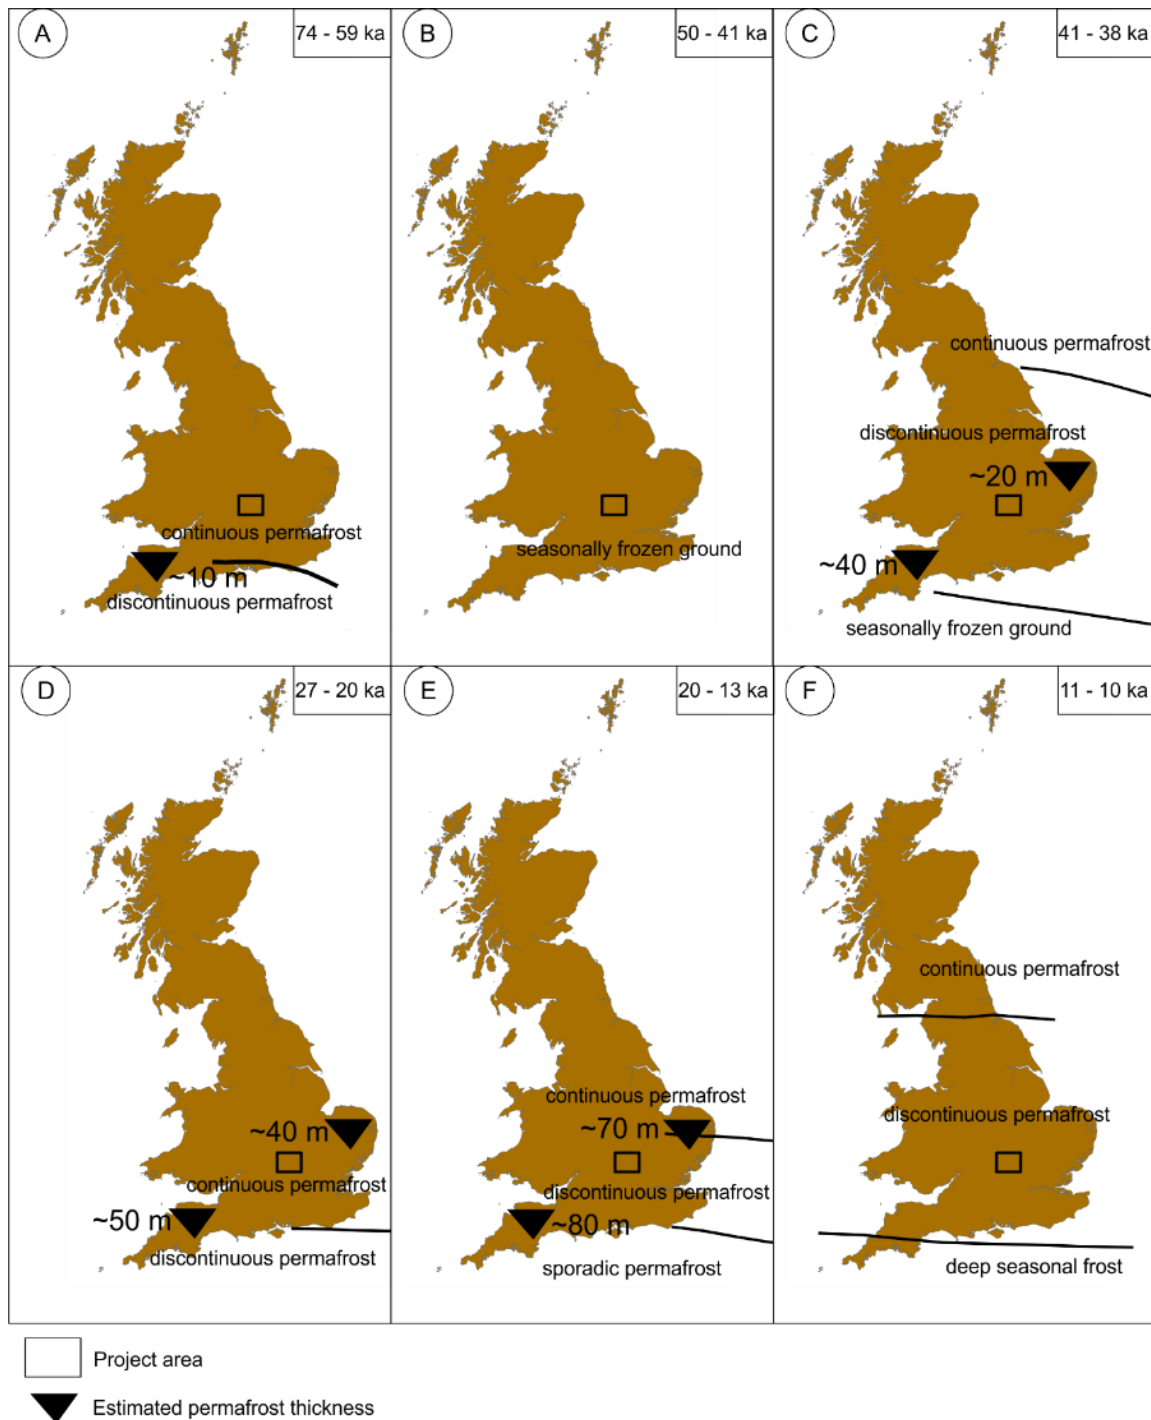 A
74 - 59 ka
continuous permafrost
~10 m
discontinuous permafrost
B
50 - 41 ka
seasonally frozen ground
C
41 - 38 ka
continuous permafrost
discontinuous permafrost
~20 m
~40 m
seasonally frozen ground
D
27 - 20 ka
~40 m
continuous permafrost
~50 m
discontinuous permafrost
E
20 - 13 ka
continuous permafrost
~70 m
discontinuous permafrost
~80 m
sporadic permafrost
F
11 - 10 ka
continuous permafrost
discontinuous permafrost
deep seasonal frost
Project area
Estimated permafrost thickness